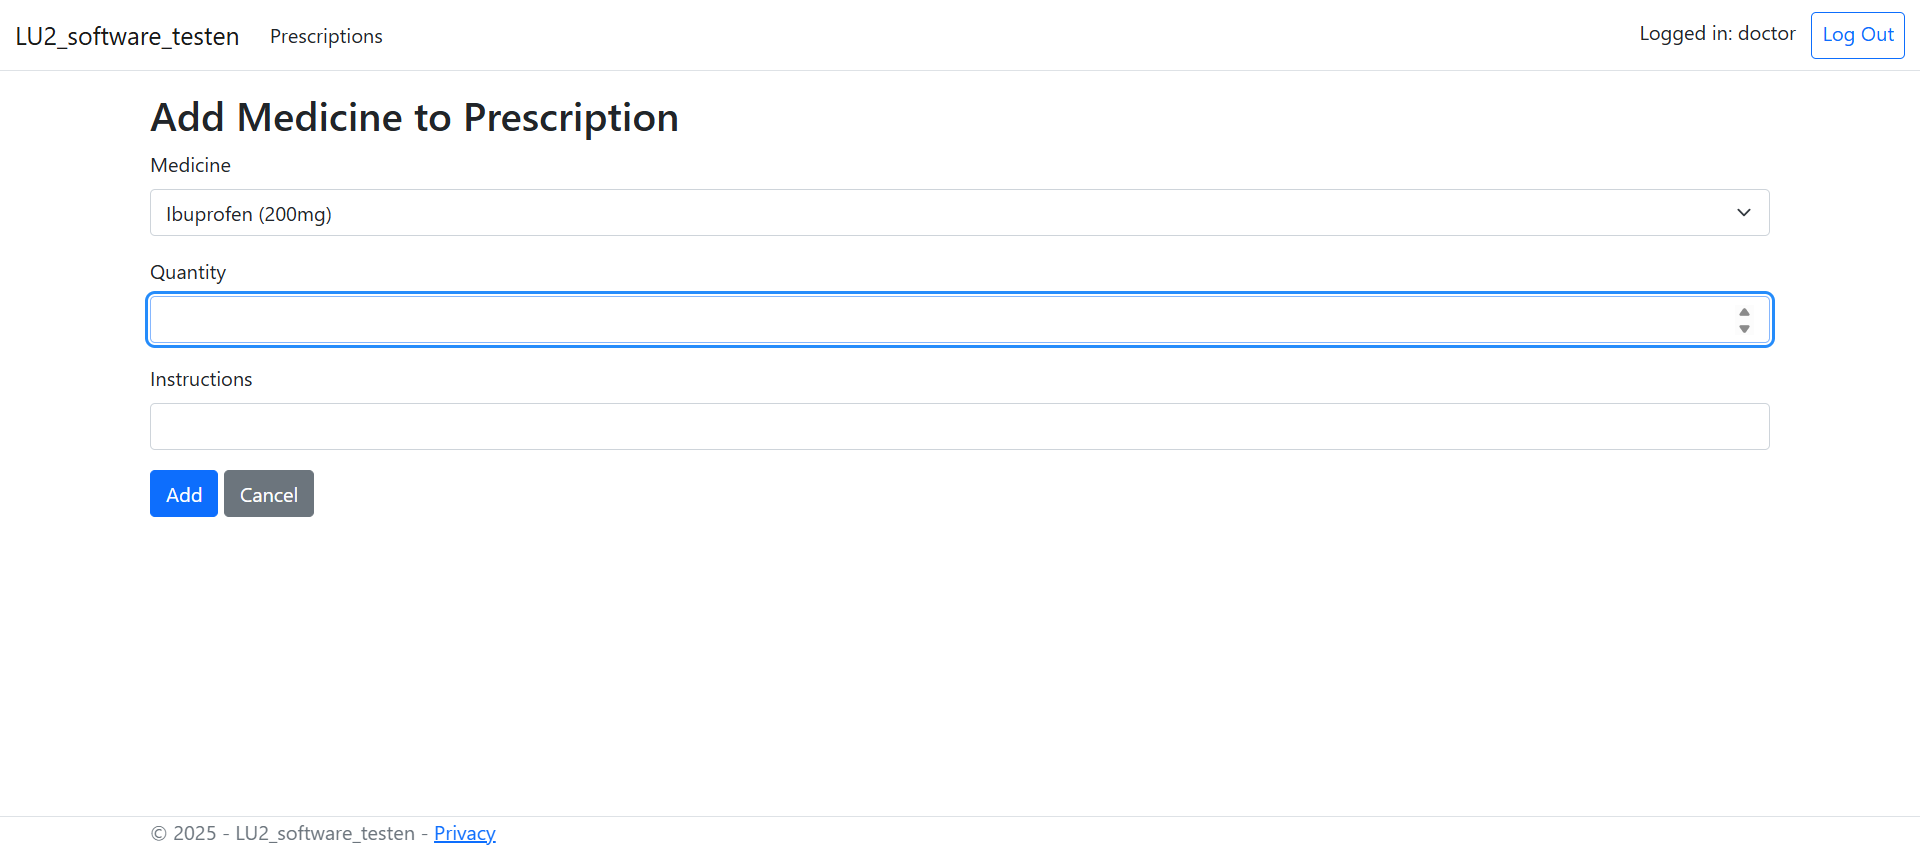 LU2_software_testen Prescriptions Logged in: doctor Log Out
Add Medicine to Prescription
Medicine
Ibuprofen (200mg)
Quantity
Instructions
Add Cancel
© 2025 - LU2_software_testen - Privacy